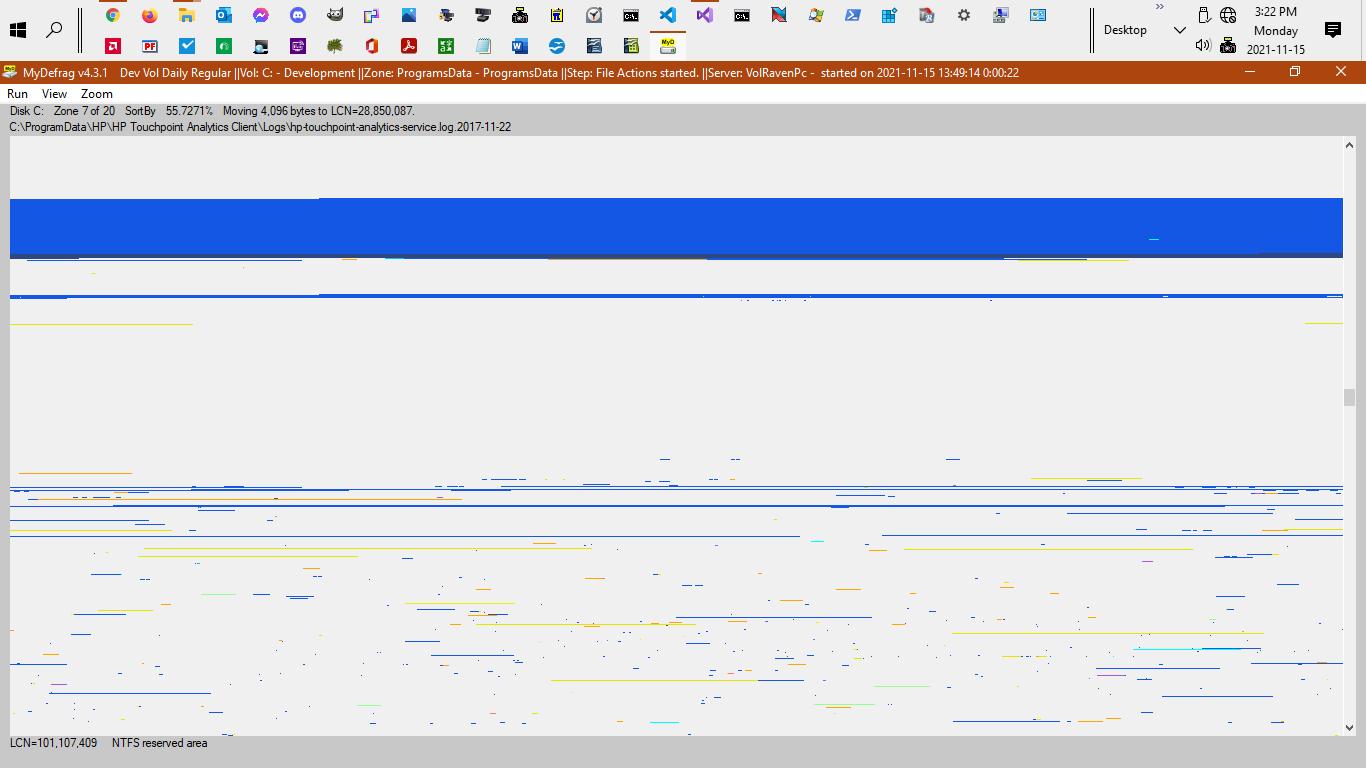 3:22 PM
Desktop
Monday
2021-11-15
MyDefrag v4.3.1 Dev Vol Daily Regular ||Vol: C: - Development ||Zone: ProgramsData - ProgramsData ||Step: File Actions started. ||Server: VolRavenPc - started on 2021-11-15 13:49:14 0:00:22
Run View Zoom
Disk C: Zone 7 of 20 SortBy 55.7271% Moving 4,096 bytes to LCN=28,850,087.
C:\ProgramData\HP\HP Touchpoint Analytics Client\Logs\hp-touchpoint-analytics-service.log.2017-11-22
LCN=101,107,409 NTFS reserved area